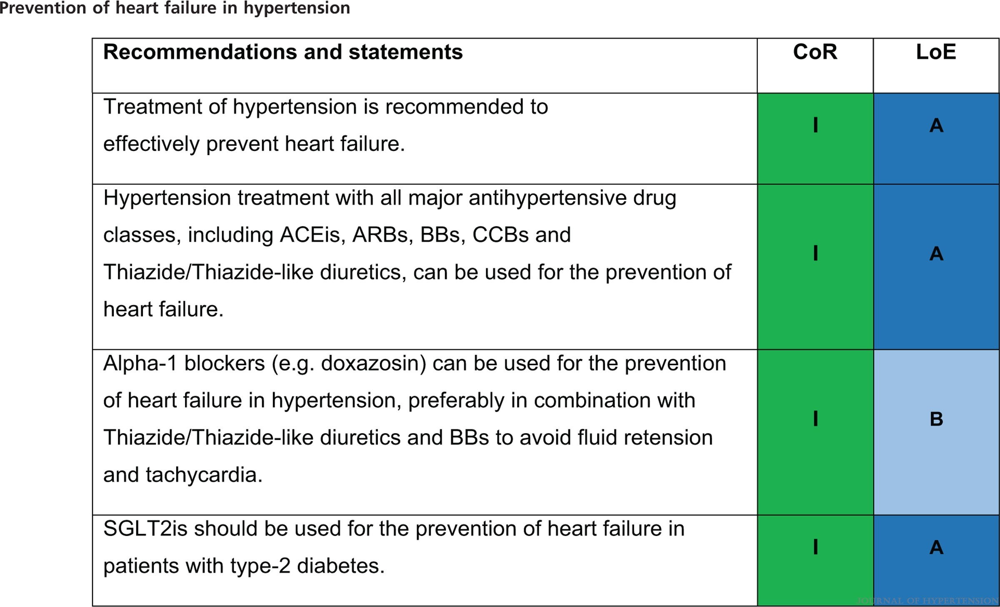 Prevention of heart failure in hypertension
Recommendations and statements CoR LoE
Treatment of hypertension is recommended to
effectively prevent heart failure.
I A
Hypertension treatment with all major antihypertensive drug
classes, including ACEis, ARBs, BBs, CCBs and
Thiazide/Thiazide-like diuretics, can be used for the prevention of
heart failure.
I A
Alpha-1 blockers (e.g. doxazosin) can be used for the prevention
of heart failure in hypertension, preferably in combination with
Thiazide/Thiazide-like diuretics and BBs to avoid fluid retension
and tachycardia.
I B
SGLT2is should be used for the prevention of heart failure in
patients with type-2 diabetes.
I A
JOURNAL OF HYPERTENSION